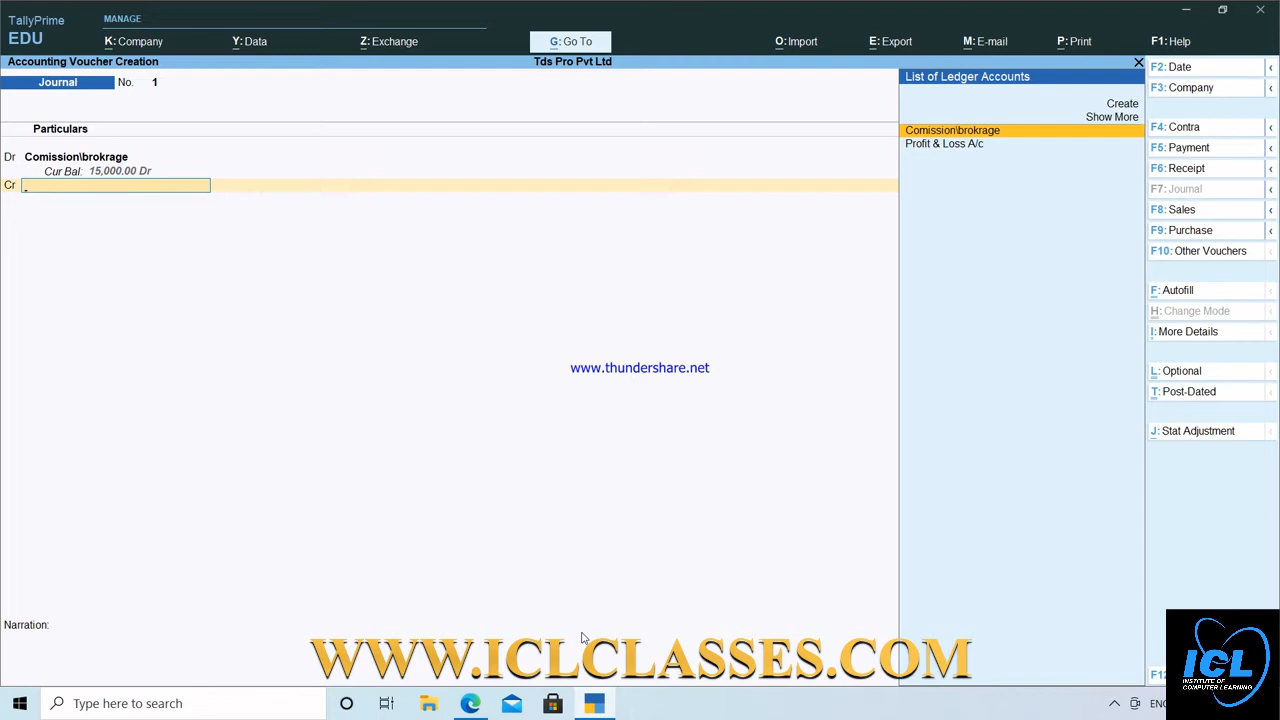 TallyPrime
EDU
MANAGE
K: Company
Y: Data
Z: Exchange
G: Go To
O: Import
E: Export
M: E-mail
P: Print
F1: Help
Accounting Voucher Creation
Tds Pro Pvt Ltd
Journal No. 1
Particulars
Dr Comission\brokrage
Cur Bal: 15,000.00 Dr
Cr
List of Ledger Accounts
Create
Show More
Comission\brokrage
Profit & Loss A/c
F2: Date
F3: Company
F4: Contra
F5: Payment
F6: Receipt
F7: Journal
F8: Sales
F9: Purchase
F10: Other Vouchers
F: Autofill
H: Change Mode
I: More Details
L: Optional
T: Post-Dated
J: Stat Adjustment
www.thundershare.net
Narration:
WWW.ICLCLASSES.COM
F12
ICL
INSTITUTE OF
COMPUTER LEARNING
Type here to search